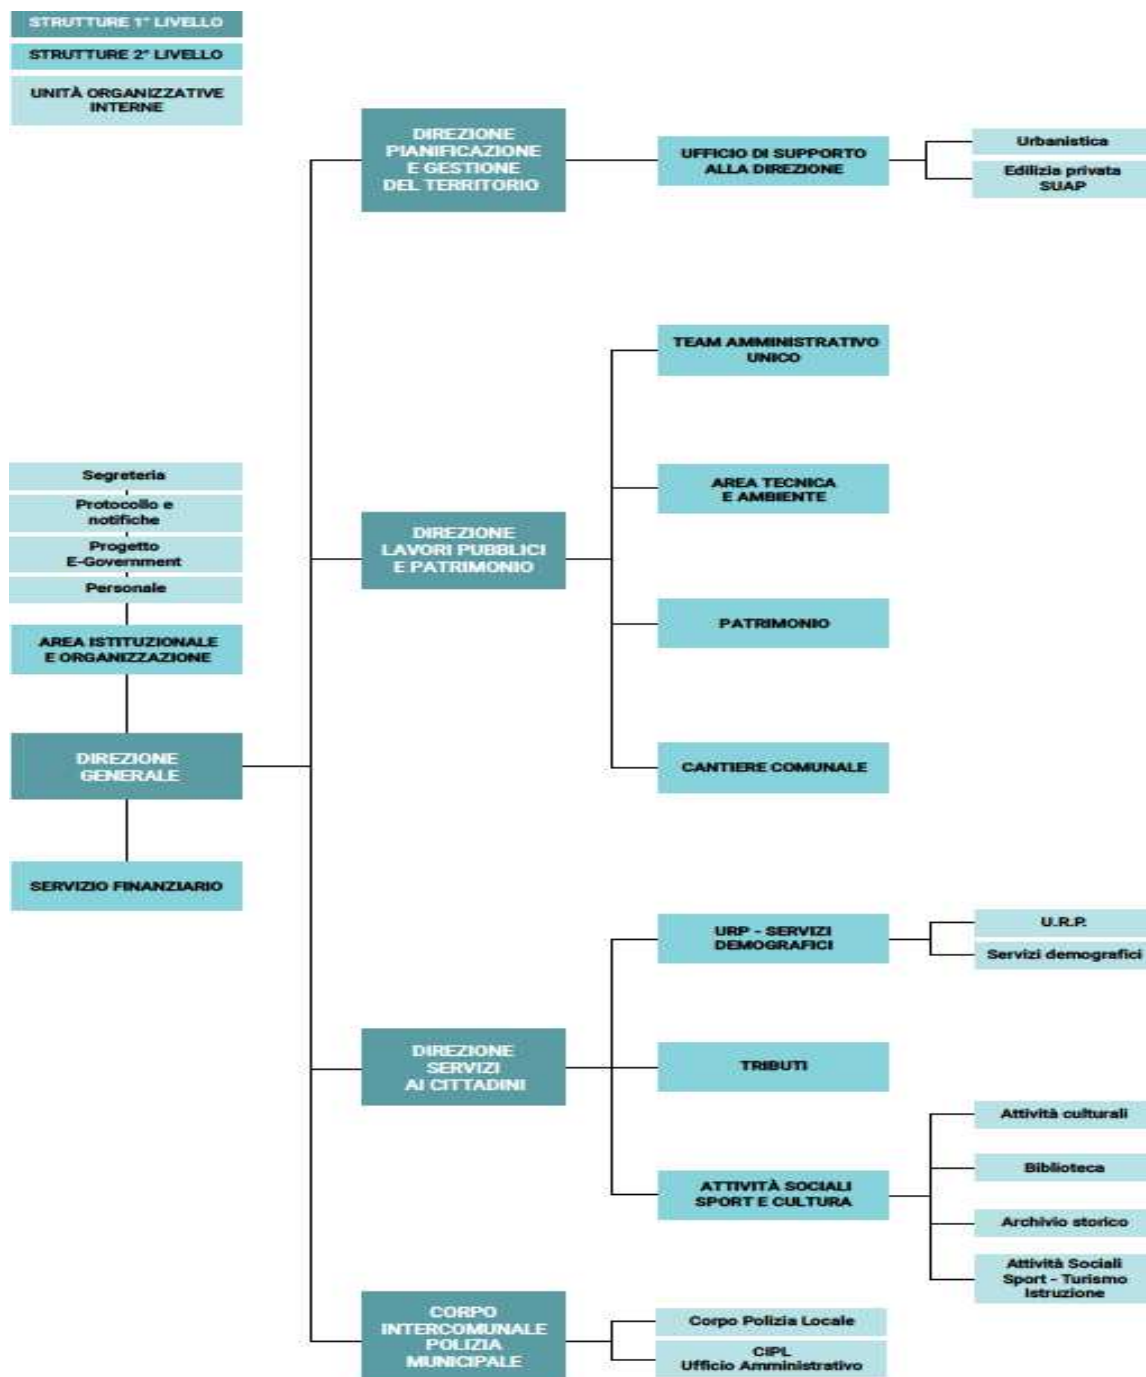 STRUTTURE 1° LIVELLO
STRUTTURE 2° LIVELLO
UNITÀ ORGANIZZATIVE
INTERNE
DIREZIONE
PIANIFICAZIONE
E GESTIONE
DEL TERRITORIO
UFFICIO DI SUPPORTO
ALLA DIREZIONE
Urbanistica
Edilizia privata
SUAP
TEAM AMMINISTRATIVO
UNICO
AREA TECNICA
E AMBIENTE
DIREZIONE
LAVORI PUBBLICI
E PATRIMONIO
PATRIMONIO
CANTIERE COMUNALE
Segreteria
Protocollo e
notifiche
Progetto
E-Government
Personale
AREA ISTITUZIONALE
E ORGANIZZAZIONE
DIREZIONE
GENERALE
SERVIZIO FINANZIARIO
URP - SERVIZI
DEMOGRAFICI
U.R.P.
Servizi demografici
DIREZIONE
SERVIZI
AI CITTADINI
TRIBUTI
ATTIVITÀ SOCIALI
SPORT E CULTURA
Attività culturali
Biblioteca
Archivio storico
Attività Sociali
Sport - Turismo
Istruzione
CORPO
INTERCOMUNALE
POLIZIA
MUNICIPALE
Corpo Polizia Locale
CIPL
Ufficio Amministrativo